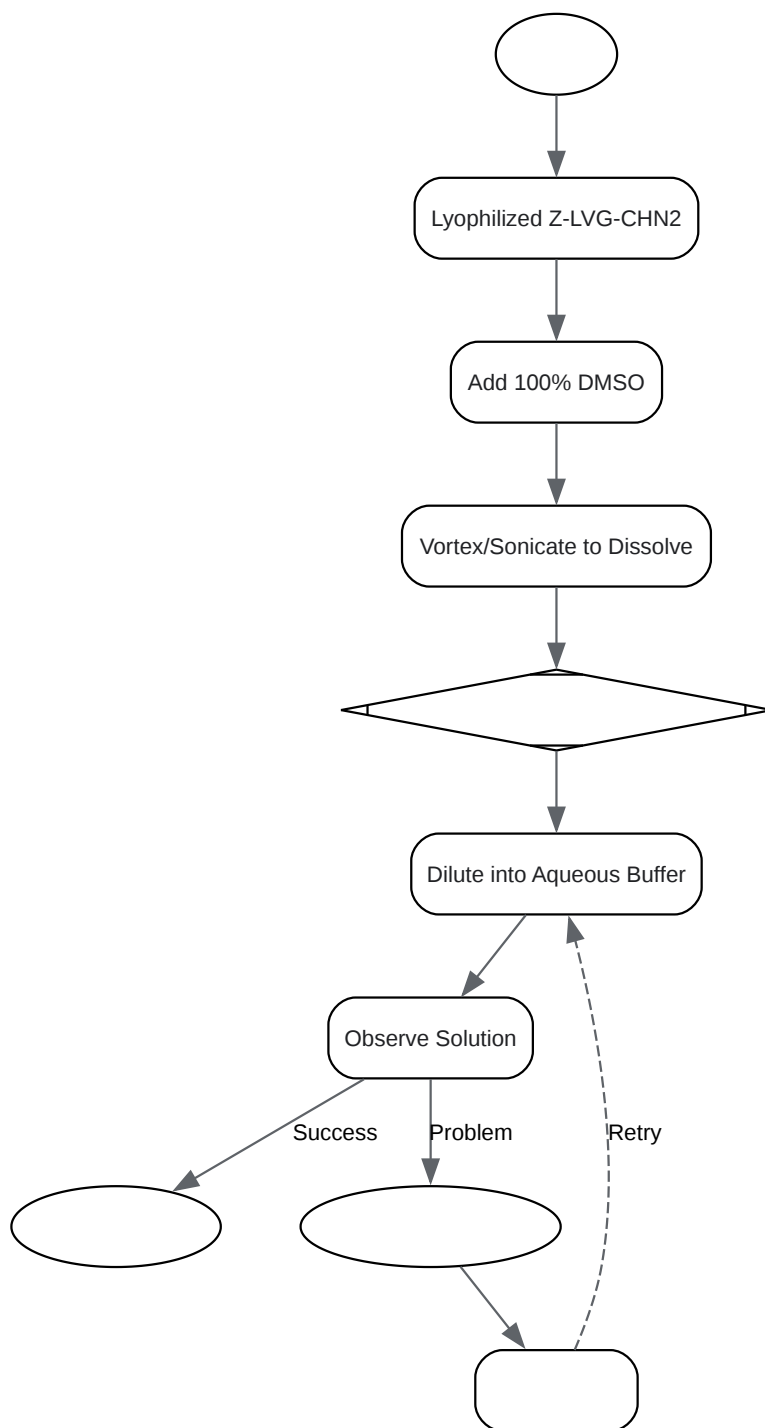 Lyophilized Z-LVG-CHN2
Add 100% DMSO
Vortex/Sonicate to Dissolve
Dilute into Aqueous Buffer
Observe Solution
Success
Problem
Retry